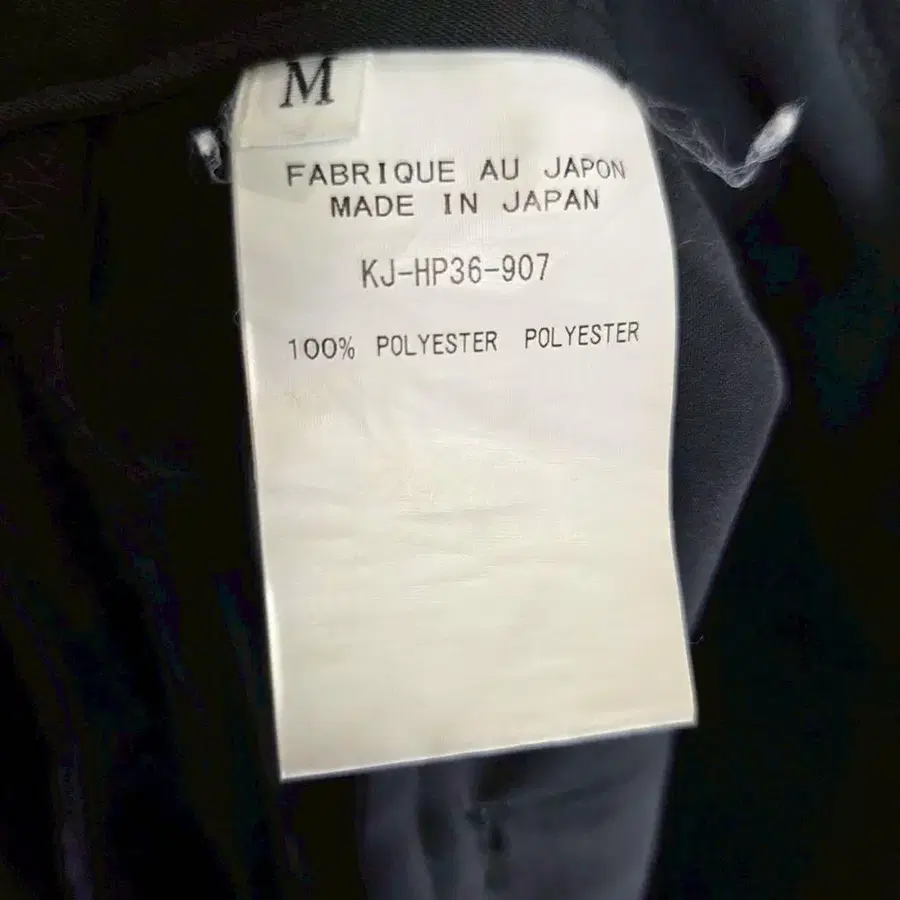 M
FABRIQUE AU JAPON
MADE IN JAPAN
KJ-HP36-907
100% POLYESTER POLYESTER